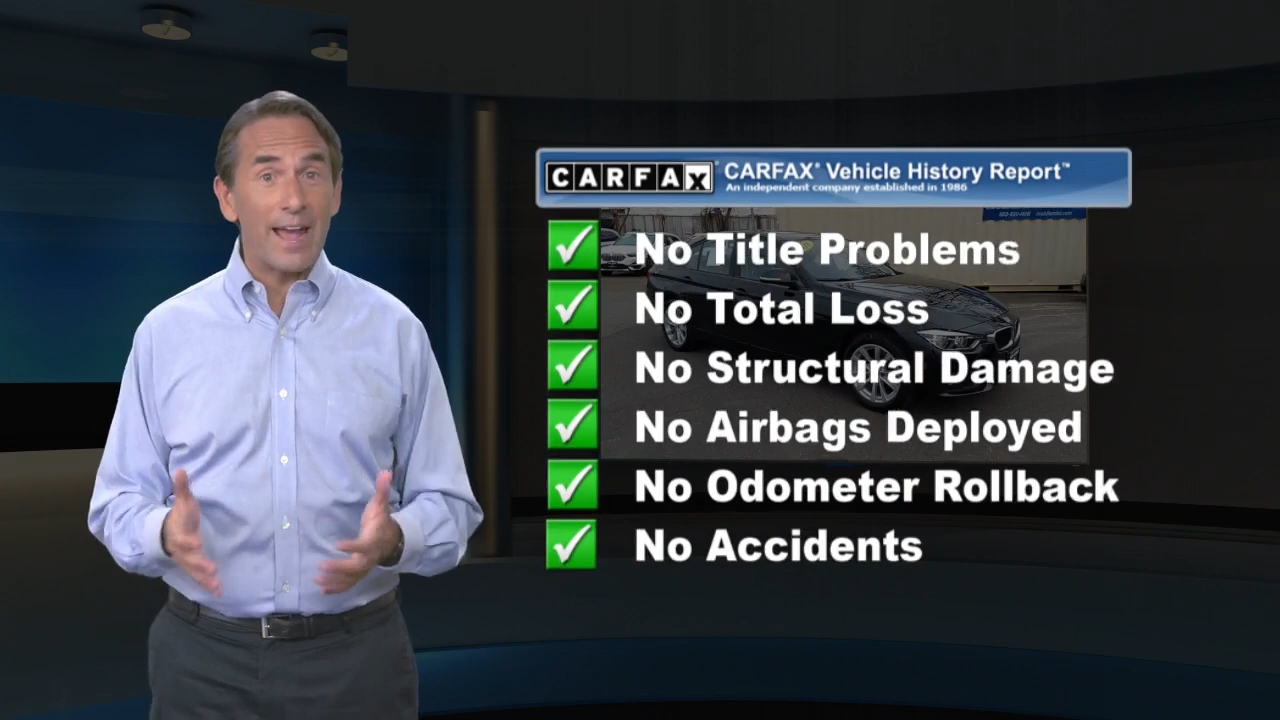 CARFAX
CARFAX® Vehicle History Report™
An independent company established in 1986
No Title Problems
No Total Loss
No Structural Damage
No Airbags Deployed
No Odometer Rollback
No Accidents